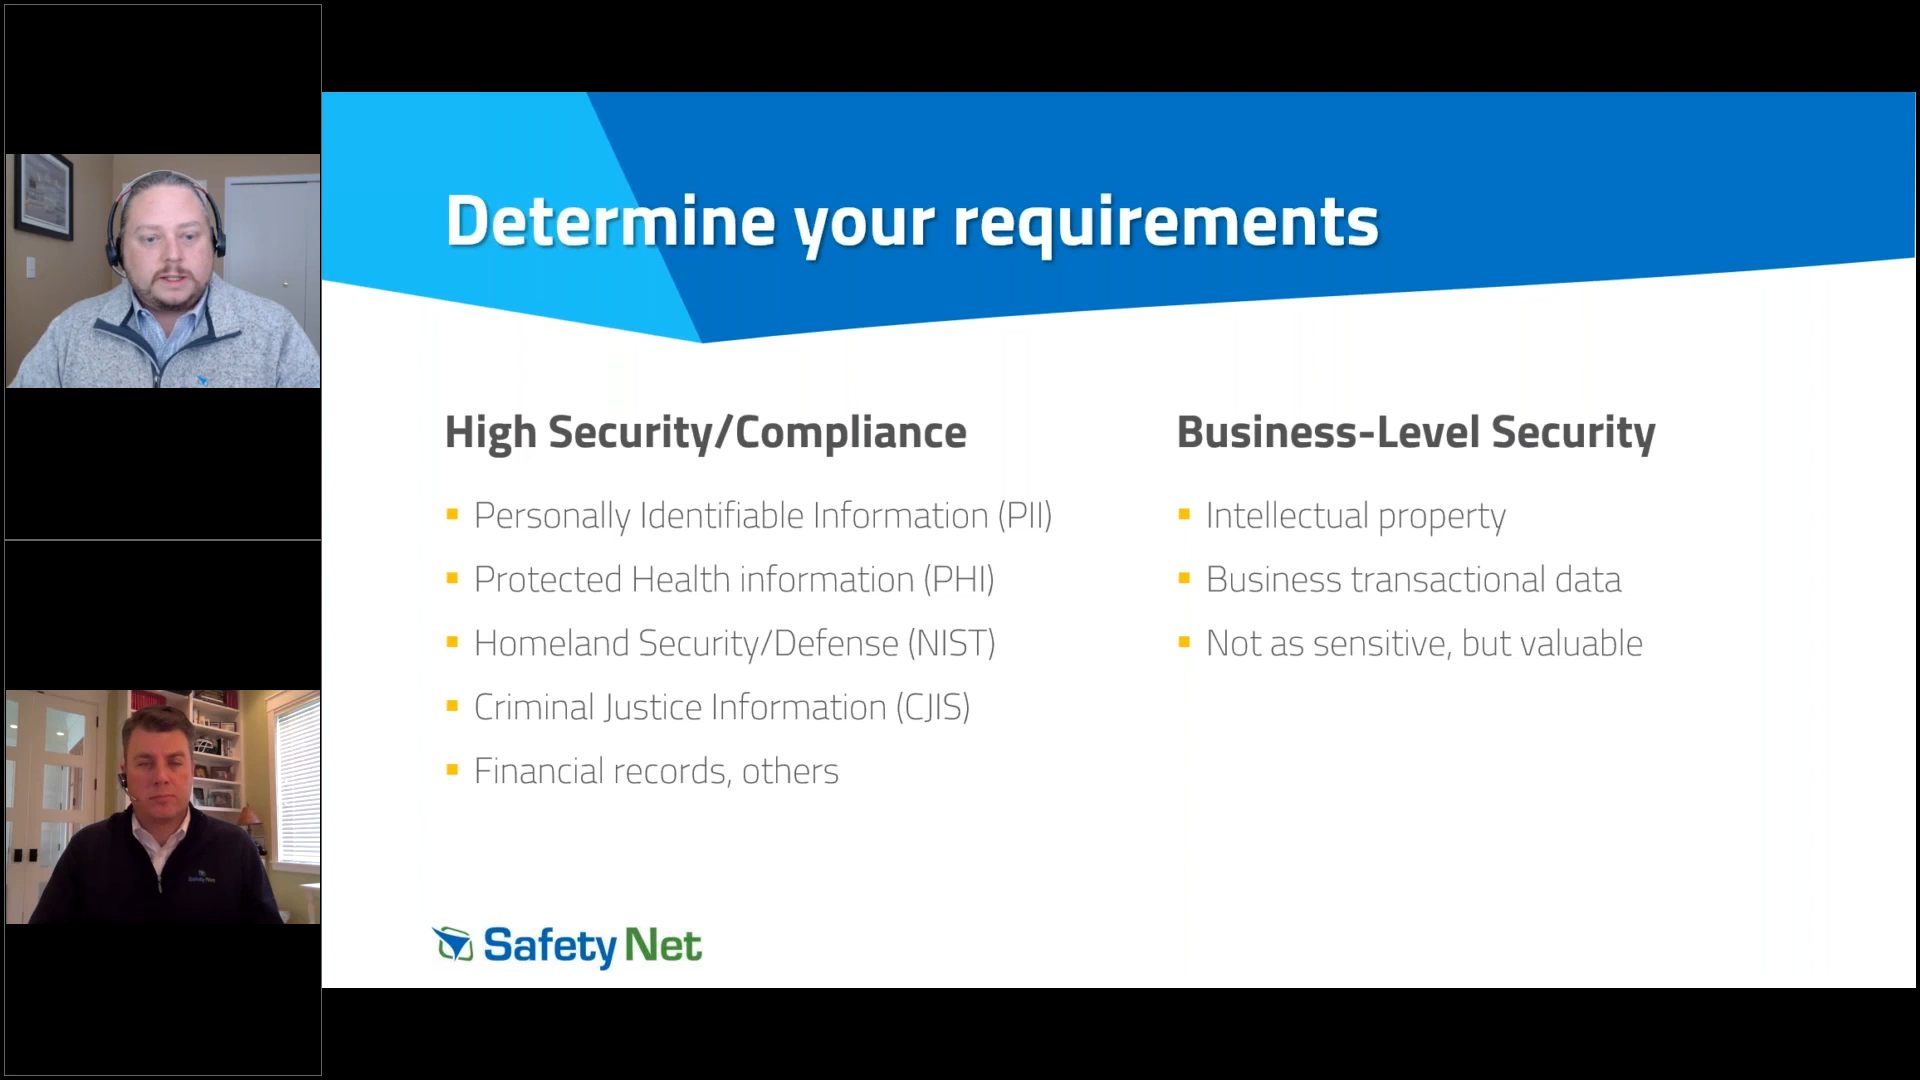 Determine your requirements
High Security/Compliance
Personally Identifiable Information (PII)
Protected Health information (PHI)
Homeland Security/Defense (NIST)
Criminal Justice Information (CJIS)
Financial records, others
Business-Level Security
Intellectual property
Business transactional data
Not as sensitive, but valuable
Safety Net
Safety Net